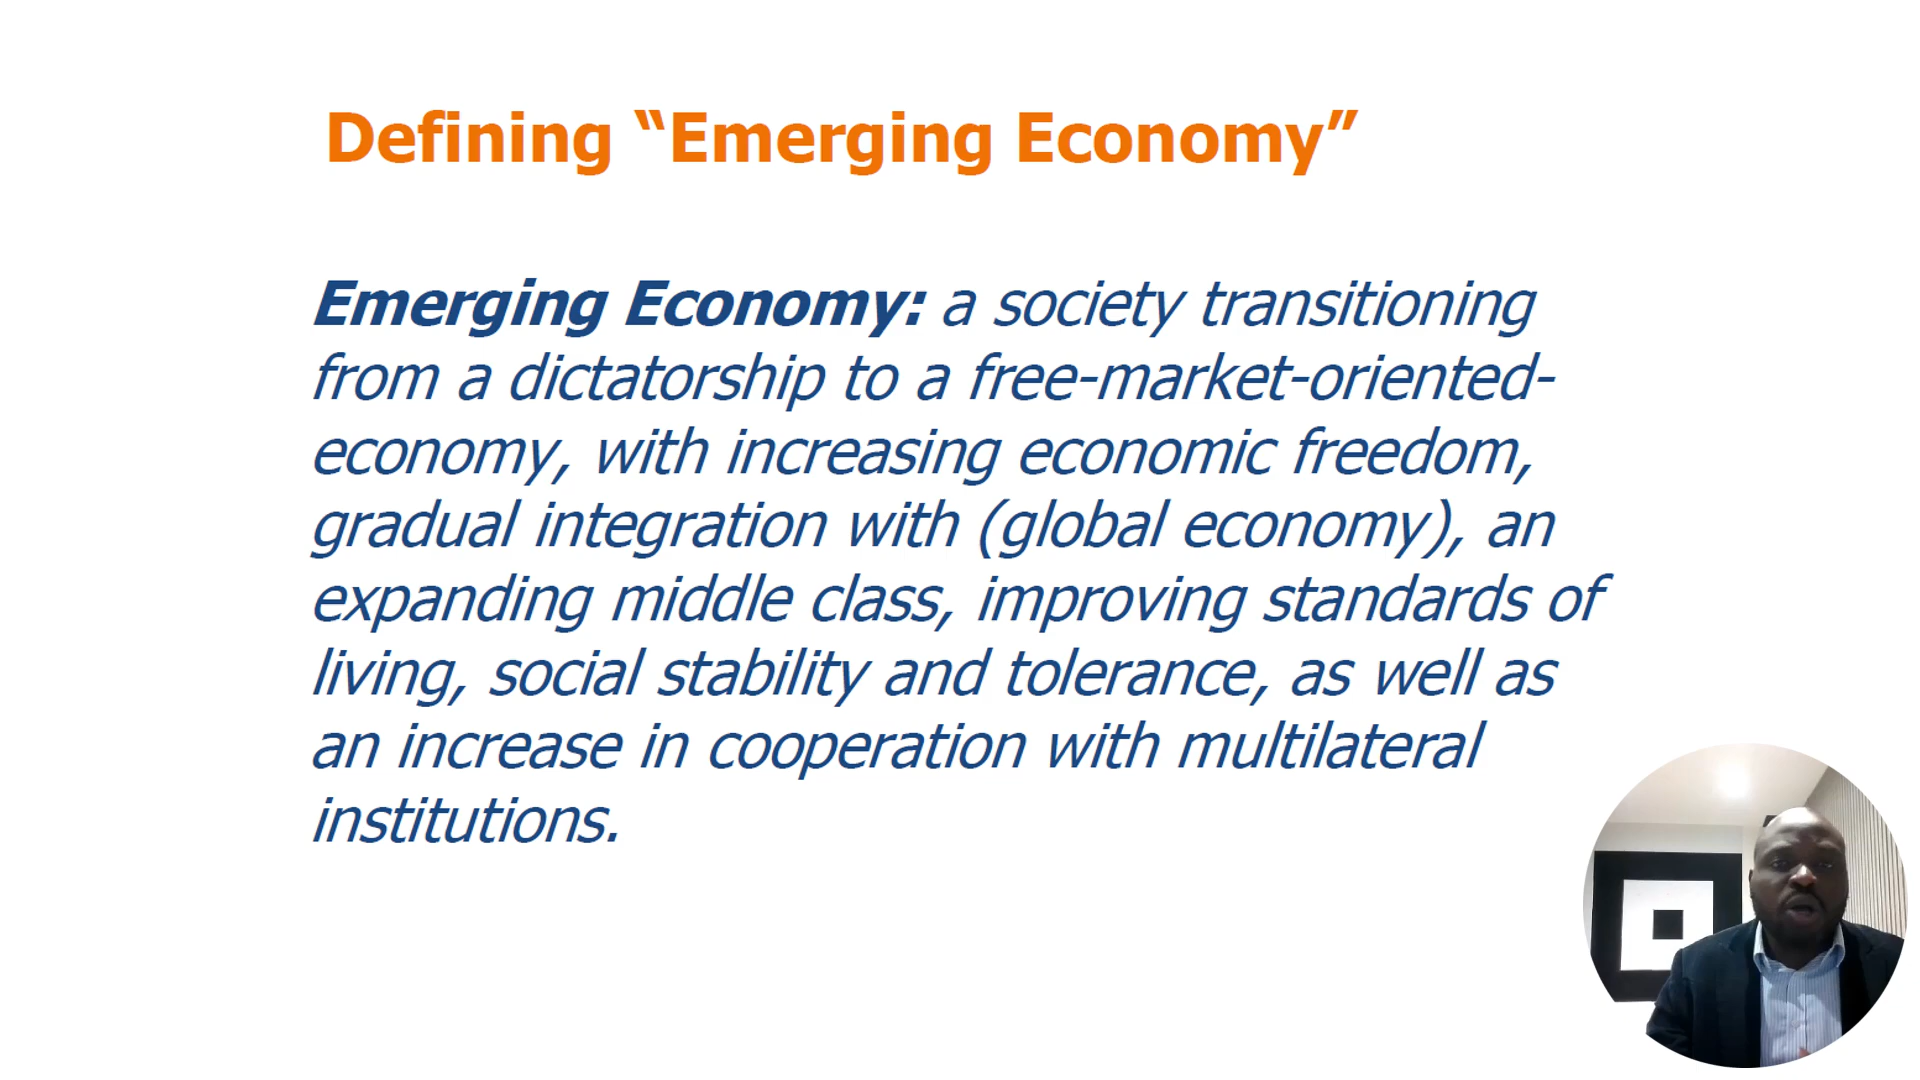 Defining “Emerging Economy”
Emerging Economy: a society transitioning
from a dictatorship to a free-market-oriented-
economy, with increasing economic freedom,
gradual integration with (global economy), an
expanding middle class, improving standards of
living, social stability and tolerance, as well as
an increase in cooperation with multilateral
institutions.